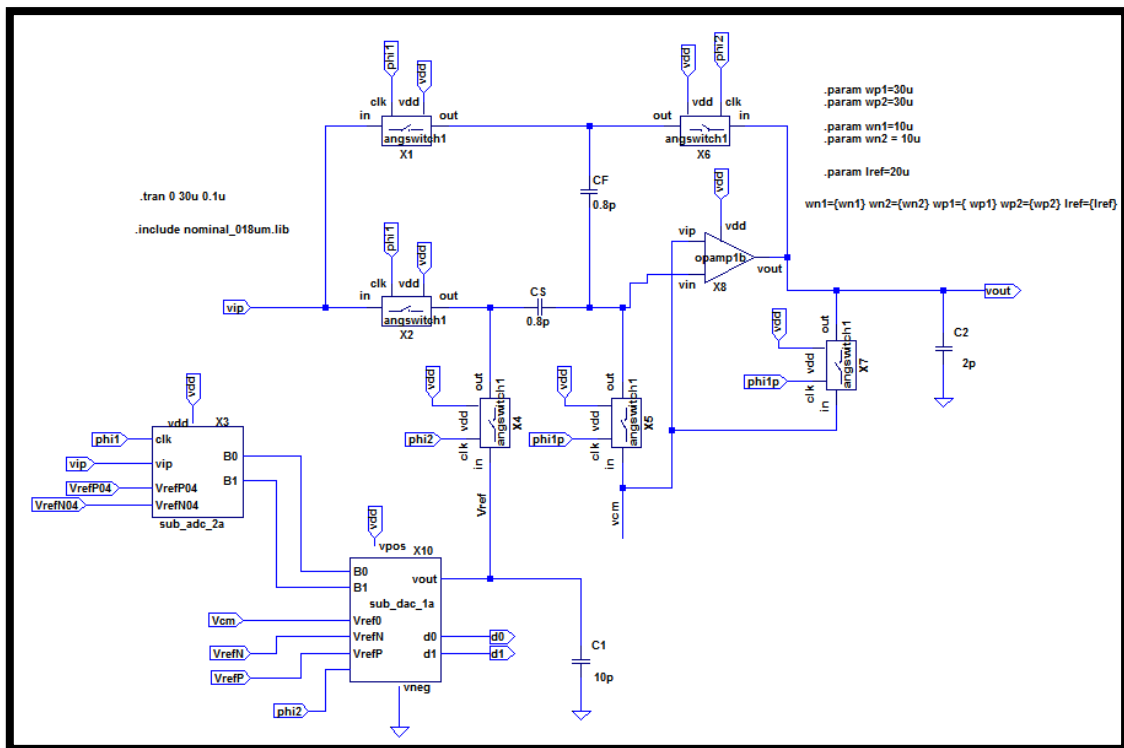 phi1
vdd
clk
vdd
in
out
angswitch1
X1
vdd
phi2
out
vdd
clk
in
angswitch1
X6
.param wp1=30u
.param wp2=30u
.param wn1=10u
.param wn2 = 10u
.param Iref=20u
wn1={wn1} wn2={wn2} wp1={ wp1} wp2={wp2} Iref={Iref}
.tran 0 30u 0.1u
.include nominal_018um.lib
CF
0.8p
vdd
vdd
vip
opamp1b
vin
vout
X8
phi1
vdd
clk
vdd
in
out
vip
angswitch1
X2
CS
0.8p
vout
vdd
out
vdd
clk
in
angswitch1
X7
phi1p
C2
2p
vdd
out
vdd
clk
in
angswitch1
X4
phi2
vdd
out
vdd
clk
in
angswitch1
X5
phi1p
Vref
vcm
vdd
vdd
X3
phi1
clk
vip
vip
VrefP04
VrefP04
VrefN04
VrefN04
B0
B1
sub_adc_2a
vdd
vpos
X10
B0
B1
vout
sub_dac_1a
Vcm
Vref0
VrefN
VrefN
VrefP
VrefP
d0
d0
d1
d1
phi2
vneg
C1
10p